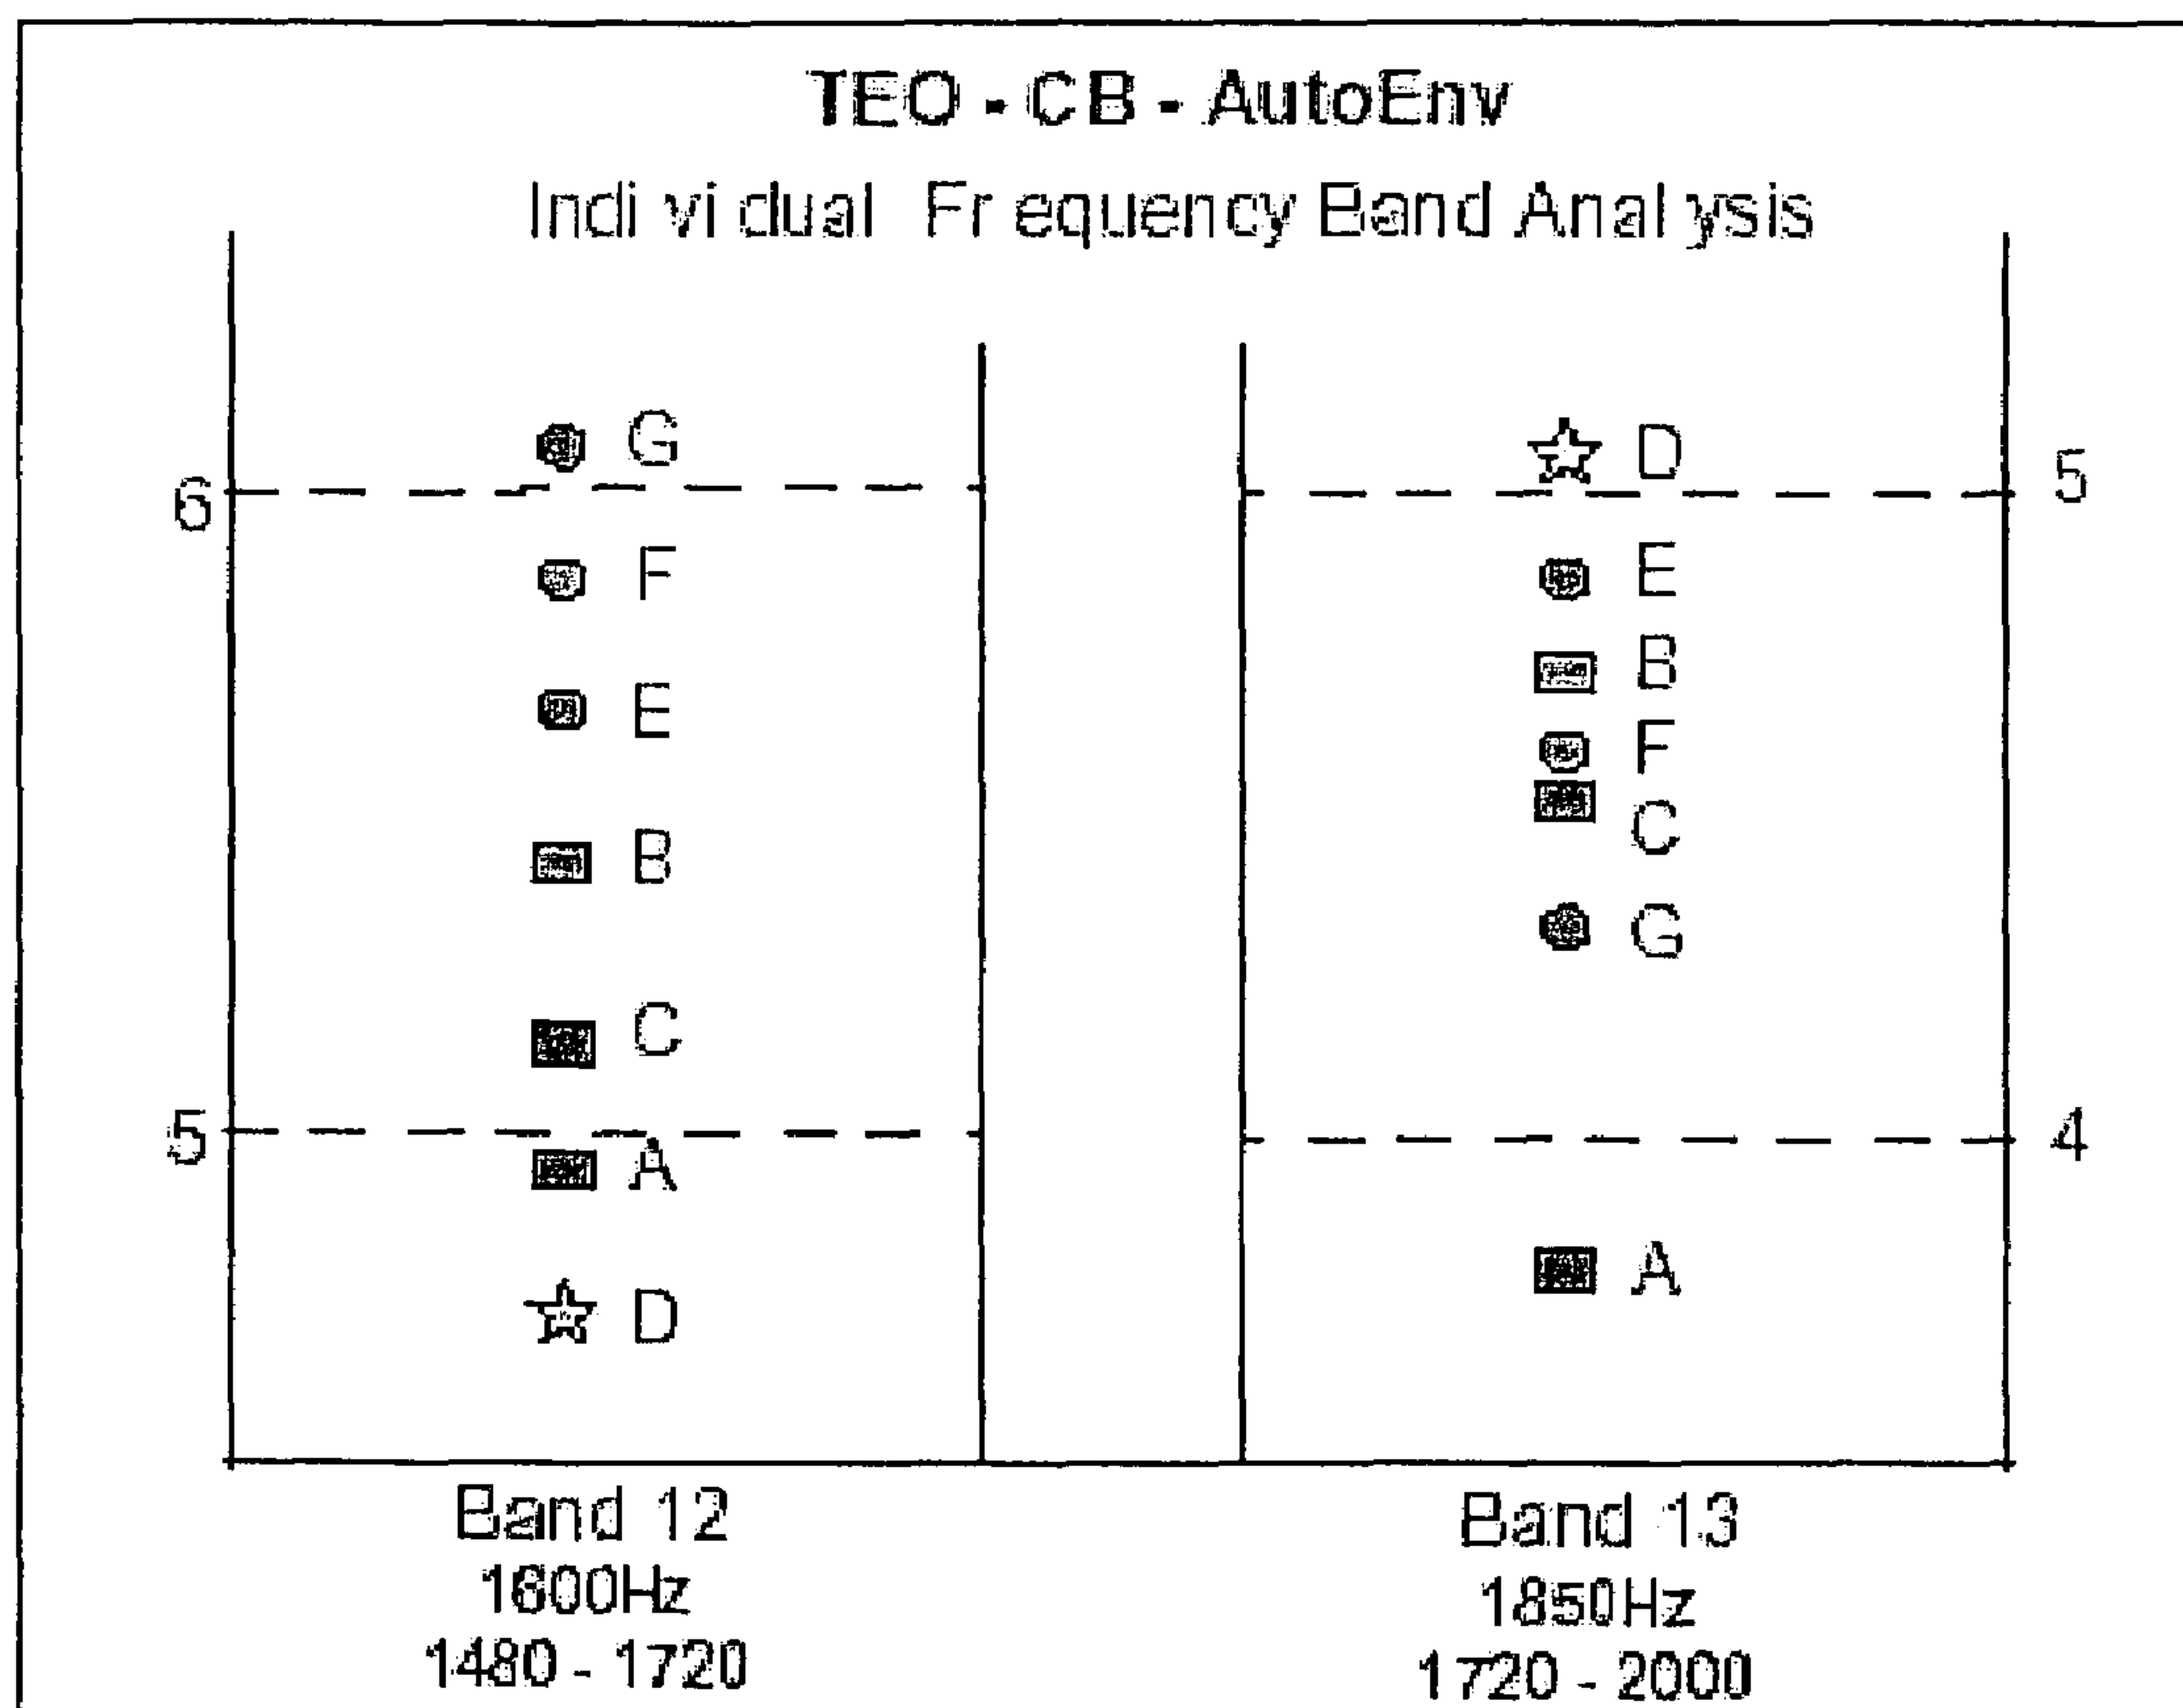 TEO - CB - AutoEnv
Individual Frequency Band Analysis
G
D
6
5
F
E
E
B
F
B
C
C
G
5
4
A
A
D
Band 12
Band 13
1600Hz
1850Hz
1480 - 1720
1720 - 2000